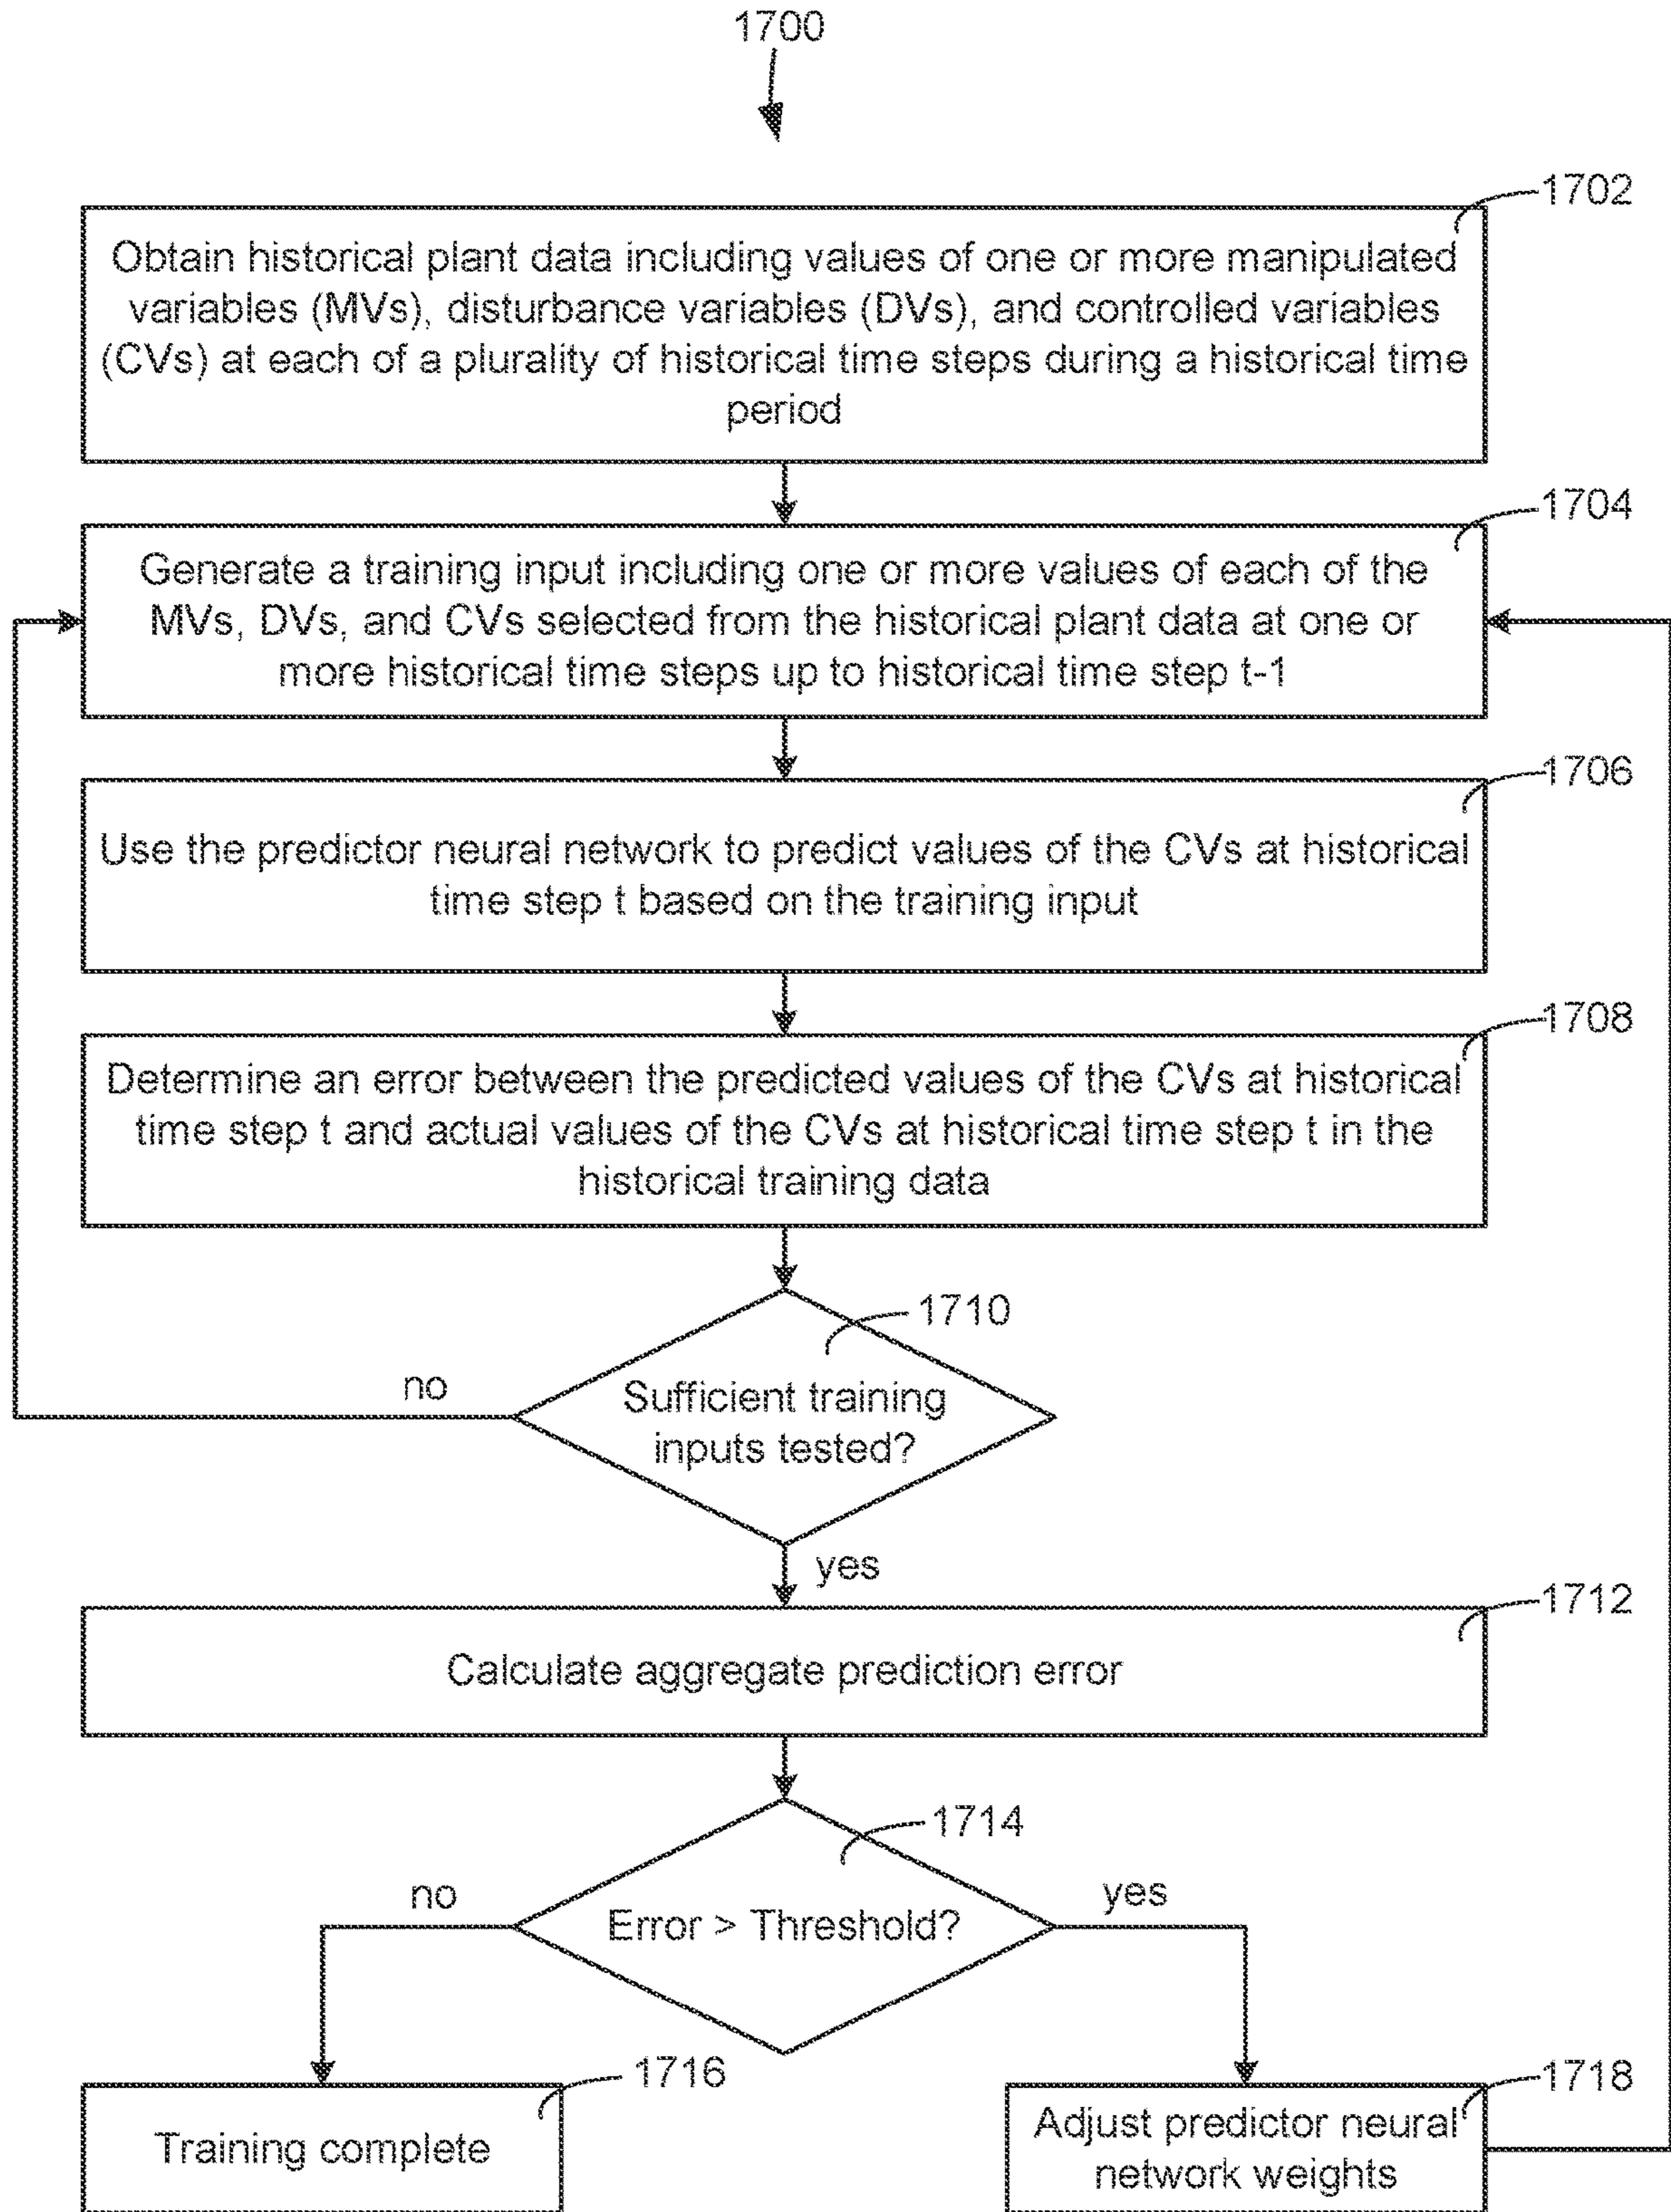 1700
1702
Obtain historical plant data including values of one or more manipulated
variables (MVs), disturbance variables (DVs), and controlled variables
(CVs) at each of a plurality of historical time steps during a historical time
period
1704
Generate a training input including one or more values of each of the
MVs, DVs, and CVs selected from the historical plant data at one or
more historical time steps up to historical time step t-1
1706
Use the predictor neural network to predict values of the CVs at historical
time step t based on the training input
1708
Determine an error between the predicted values of the CVs at historical
time step t and actual values of the CVs at historical time step t in the
historical training data
1710
no
Sufficient training
inputs tested?
yes
1712
Calculate aggregate prediction error
1714
no
Error > Threshold?
yes
1716
Training complete
1718
Adjust predictor neural
network weights